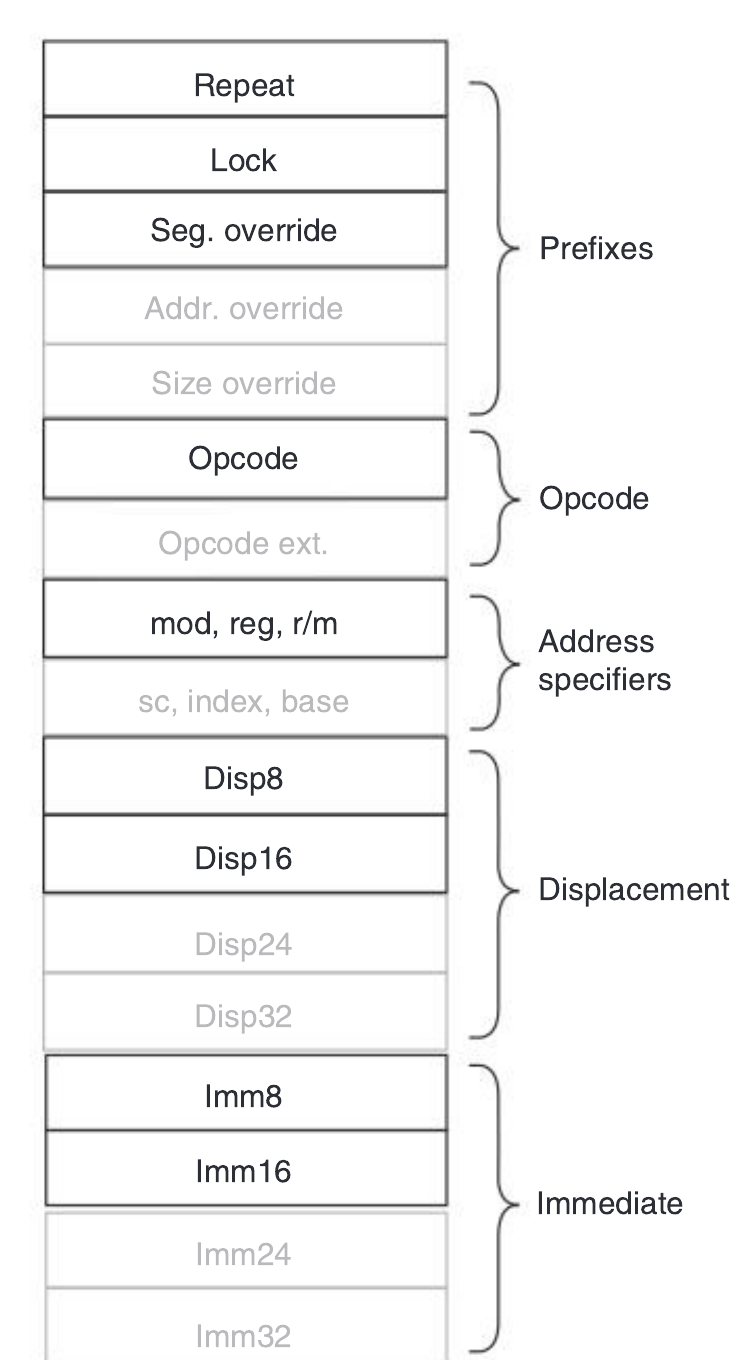 Repeat
Lock
Seg. override
Addr. override
Size override
Prefixes
Opcode
Opcode ext.
Opcode
mod, reg, r/m
sc, index, base
Address
specifiers
Disp8
Disp16
Disp24
Disp32
Displacement
Imm8
Imm16
Imm24
Imm32
Immediate